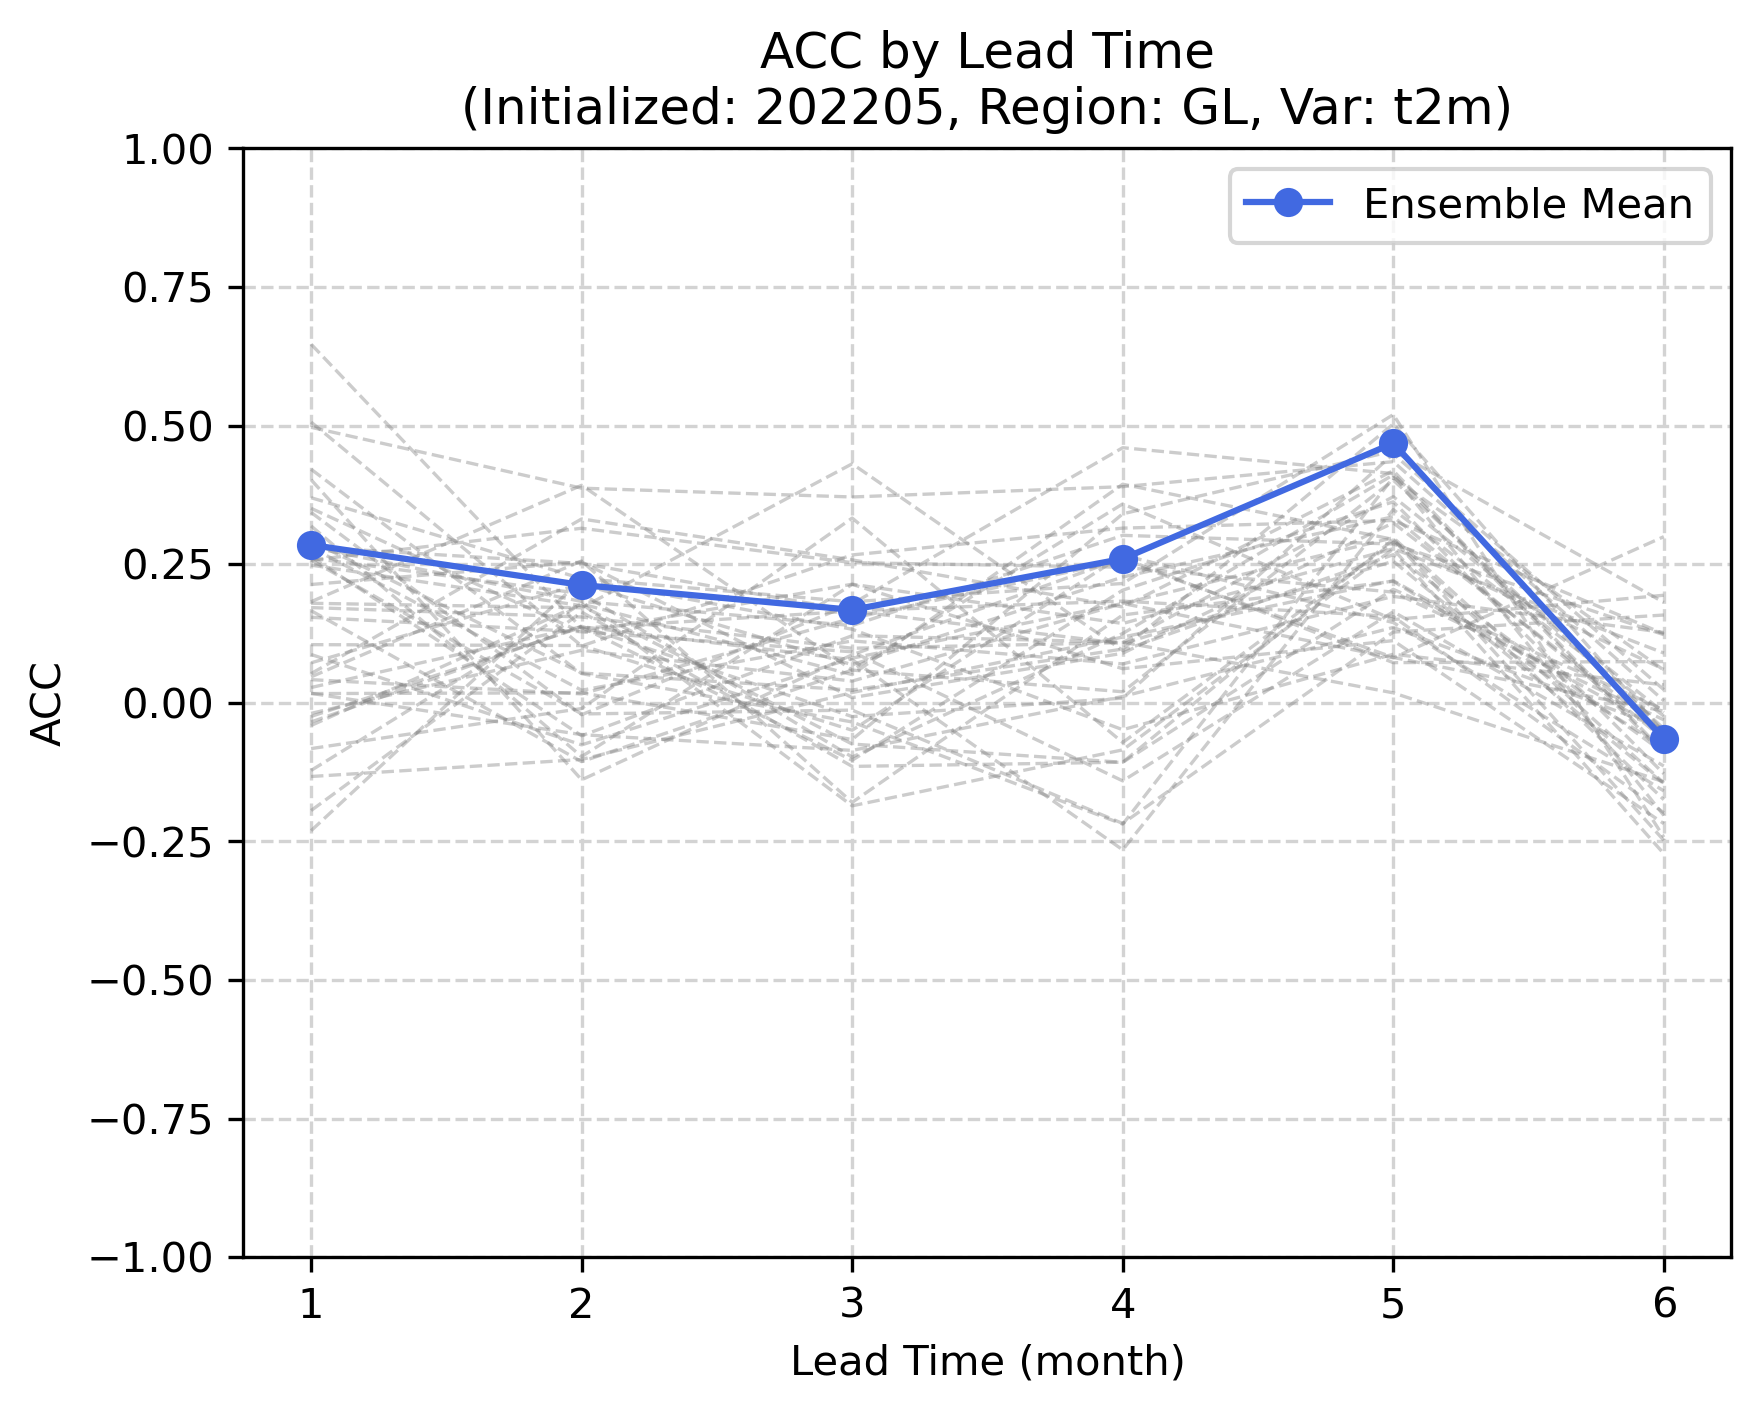 ACC by Lead Time
(Initialized: 202205, Region: GL, Var: t2m)
Ensemble Mean
ACC
1.00
0.75
0.50
0.25
0.00
−0.25
−0.50
−0.75
−1.00
1 2 3 4 5 6
Lead Time (month)